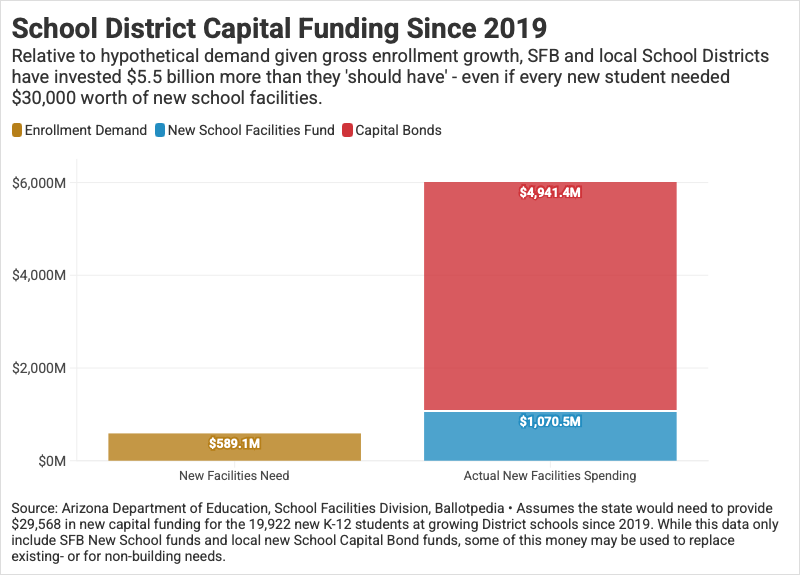 School District Capital Funding Since 2019
Relative to hypothetical demand given gross enrollment growth, SFB and local School Districts
have invested $5.5 billion more than they 'should have' - even if every new student needed
$30,000 worth of new school facilities.
Enrollment Demand New School Facilities Fund Capital Bonds
$6,000M
$4,941.4M
$4,000M
$2,000M
$1,070.5M
$589.1M
$0M
New Facilities Need Actual New Facilities Spending
Source: Arizona Department of Education, School Facilities Division, Ballotpedia • Assumes the state would need to provide
$29,568 in new capital funding for the 19,922 new K-12 students at growing District schools since 2019. While this data only
include SFB New School funds and local new School Capital Bond funds, some of this money may be used to replace
existing- or for non-building needs.